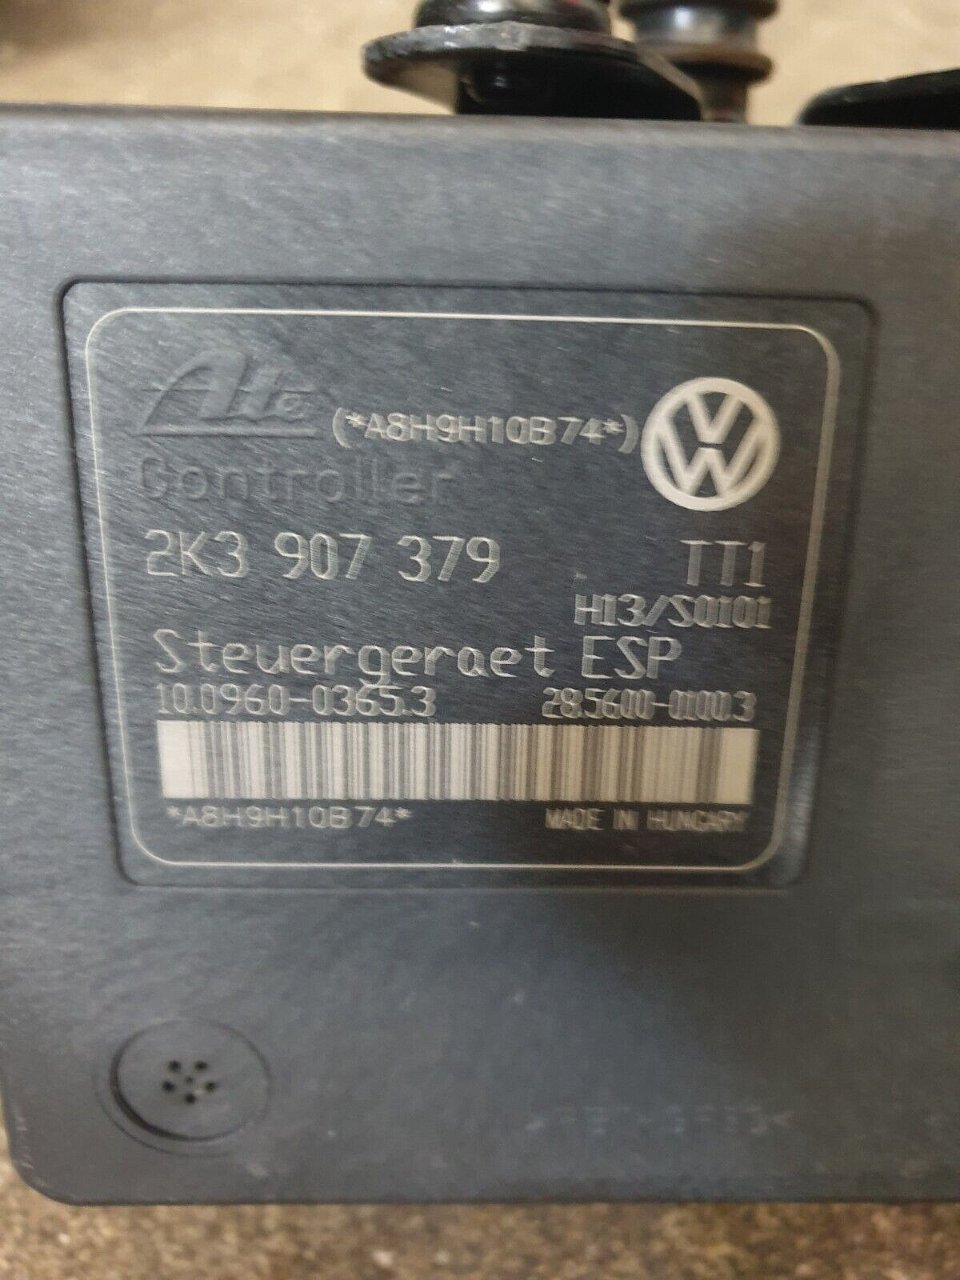 Ate
(*A8H9H10B74*)
Controller
2K3 907 379 TT1
H13/S0101
Steuergeraet ESP
10.0960-0365.3 28.5600-0100.3
*A8H9H10B74* MADE IN HUNGARY